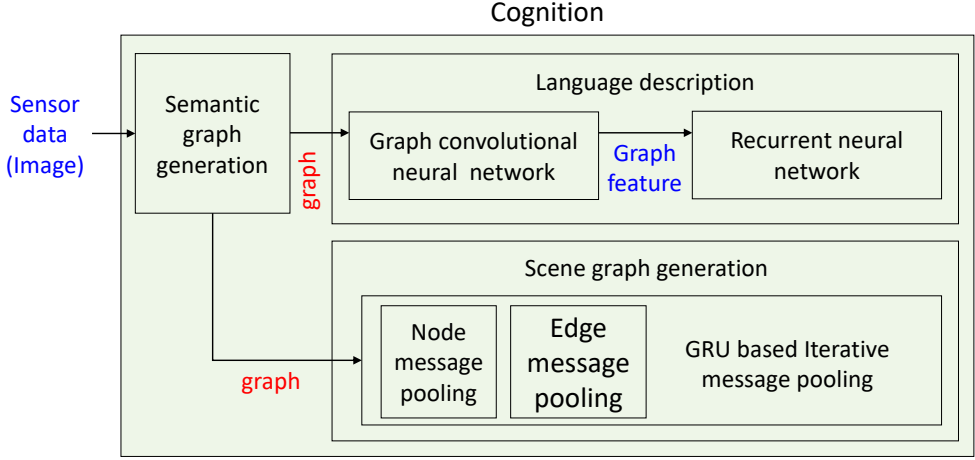 Cognition
Sensor
data
(Image)
Semantic
graph
generation
graph
Language description
Graph convolutional
neural network
Graph
feature
Recurrent neural
network
graph
Scene graph generation
Node
message
pooling
Edge
message
pooling
GRU based Iterative
message pooling